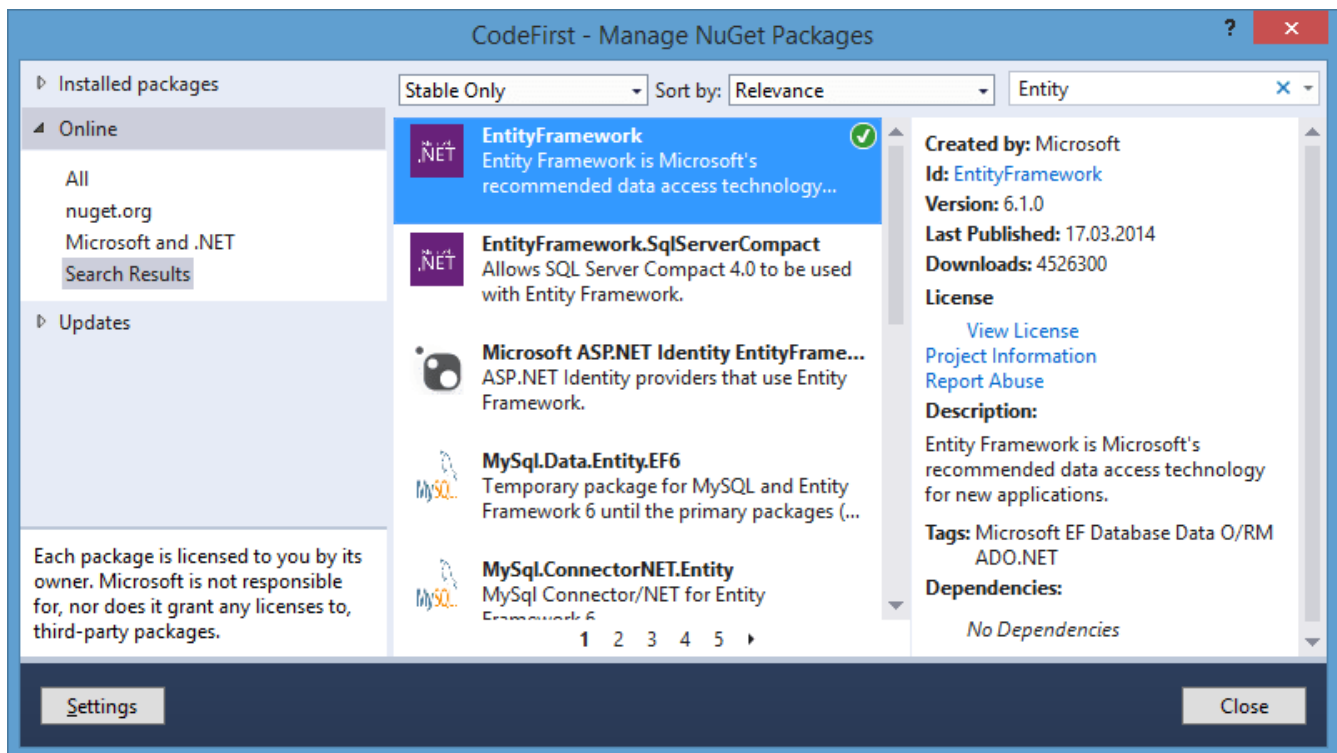 CodeFirst - Manage NuGet Packages
?
Installed packages
Online
All
nuget.org
Microsoft and .NET
Search Results
Updates
Each package is licensed to you by its
owner. Microsoft is not responsible
for, nor does it grant any licenses to,
third-party packages.
Stable Only
Sort by: Relevance
Entity
.NET
EntityFramework
Entity Framework is Microsoft's
recommended data access technology...
.NET
EntityFramework.SqlServerCompact
Allows SQL Server Compact 4.0 to be used
with Entity Framework.
Microsoft ASP.NET Identity EntityFrame...
ASP.NET Identity providers that use Entity
Framework.
MySQL
MySql.Data.Entity.EF6
Temporary package for MySQL and Entity
Framework 6 until the primary packages (...
MySQL
MySql.ConnectorNET.Entity
MySql Connector/NET for Entity
Framework 6
1 2 3 4 5
Created by: Microsoft
Id: EntityFramework
Version: 6.1.0
Last Published: 17.03.2014
Downloads: 4526300
License
View License
Project Information
Report Abuse
Description:
Entity Framework is Microsoft's
recommended data access technology
for new applications.
Tags: Microsoft EF Database Data O/RM
ADO.NET
Dependencies:
No Dependencies
Settings
Close